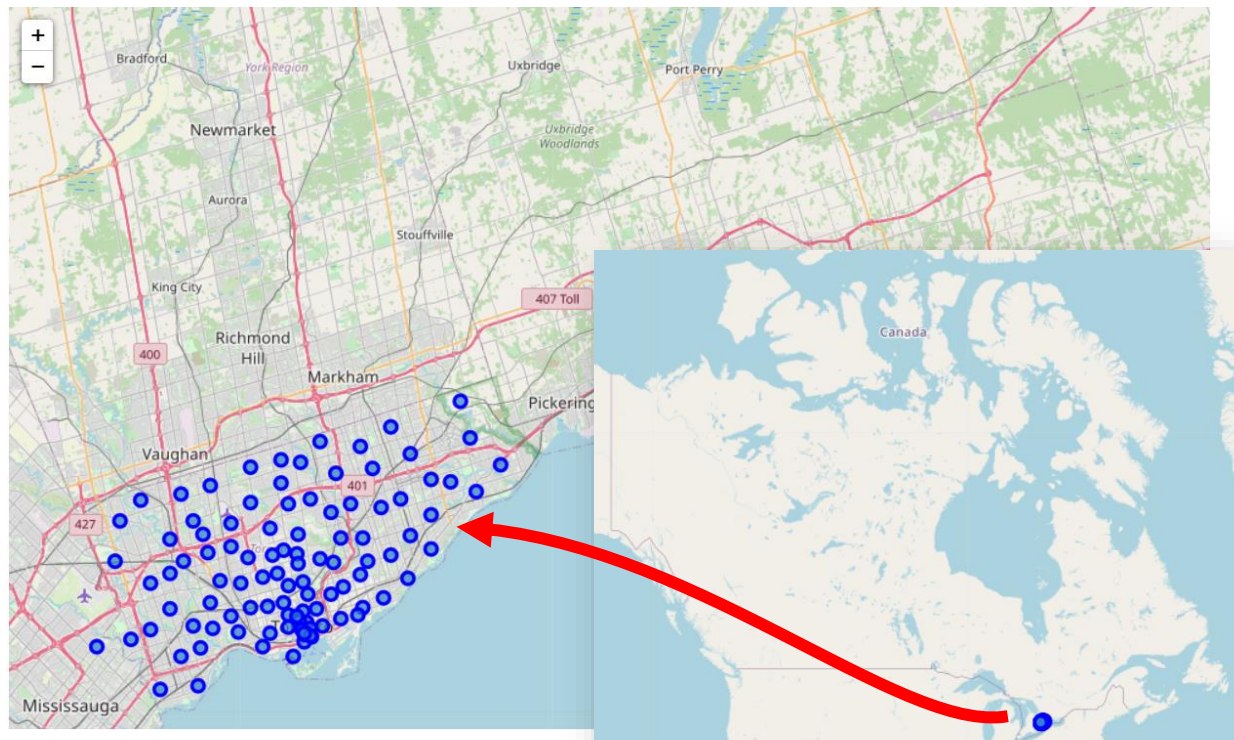 +
−
Bradford
York Region
Uxbridge
Port Perry
Newmarket
Uxbridge
Woodlands
Aurora
Stouffville
King City
407 Toll
Richmond
Hill
400
Canada
Markham
Pickering
Vaughan
401
427
Mississauga